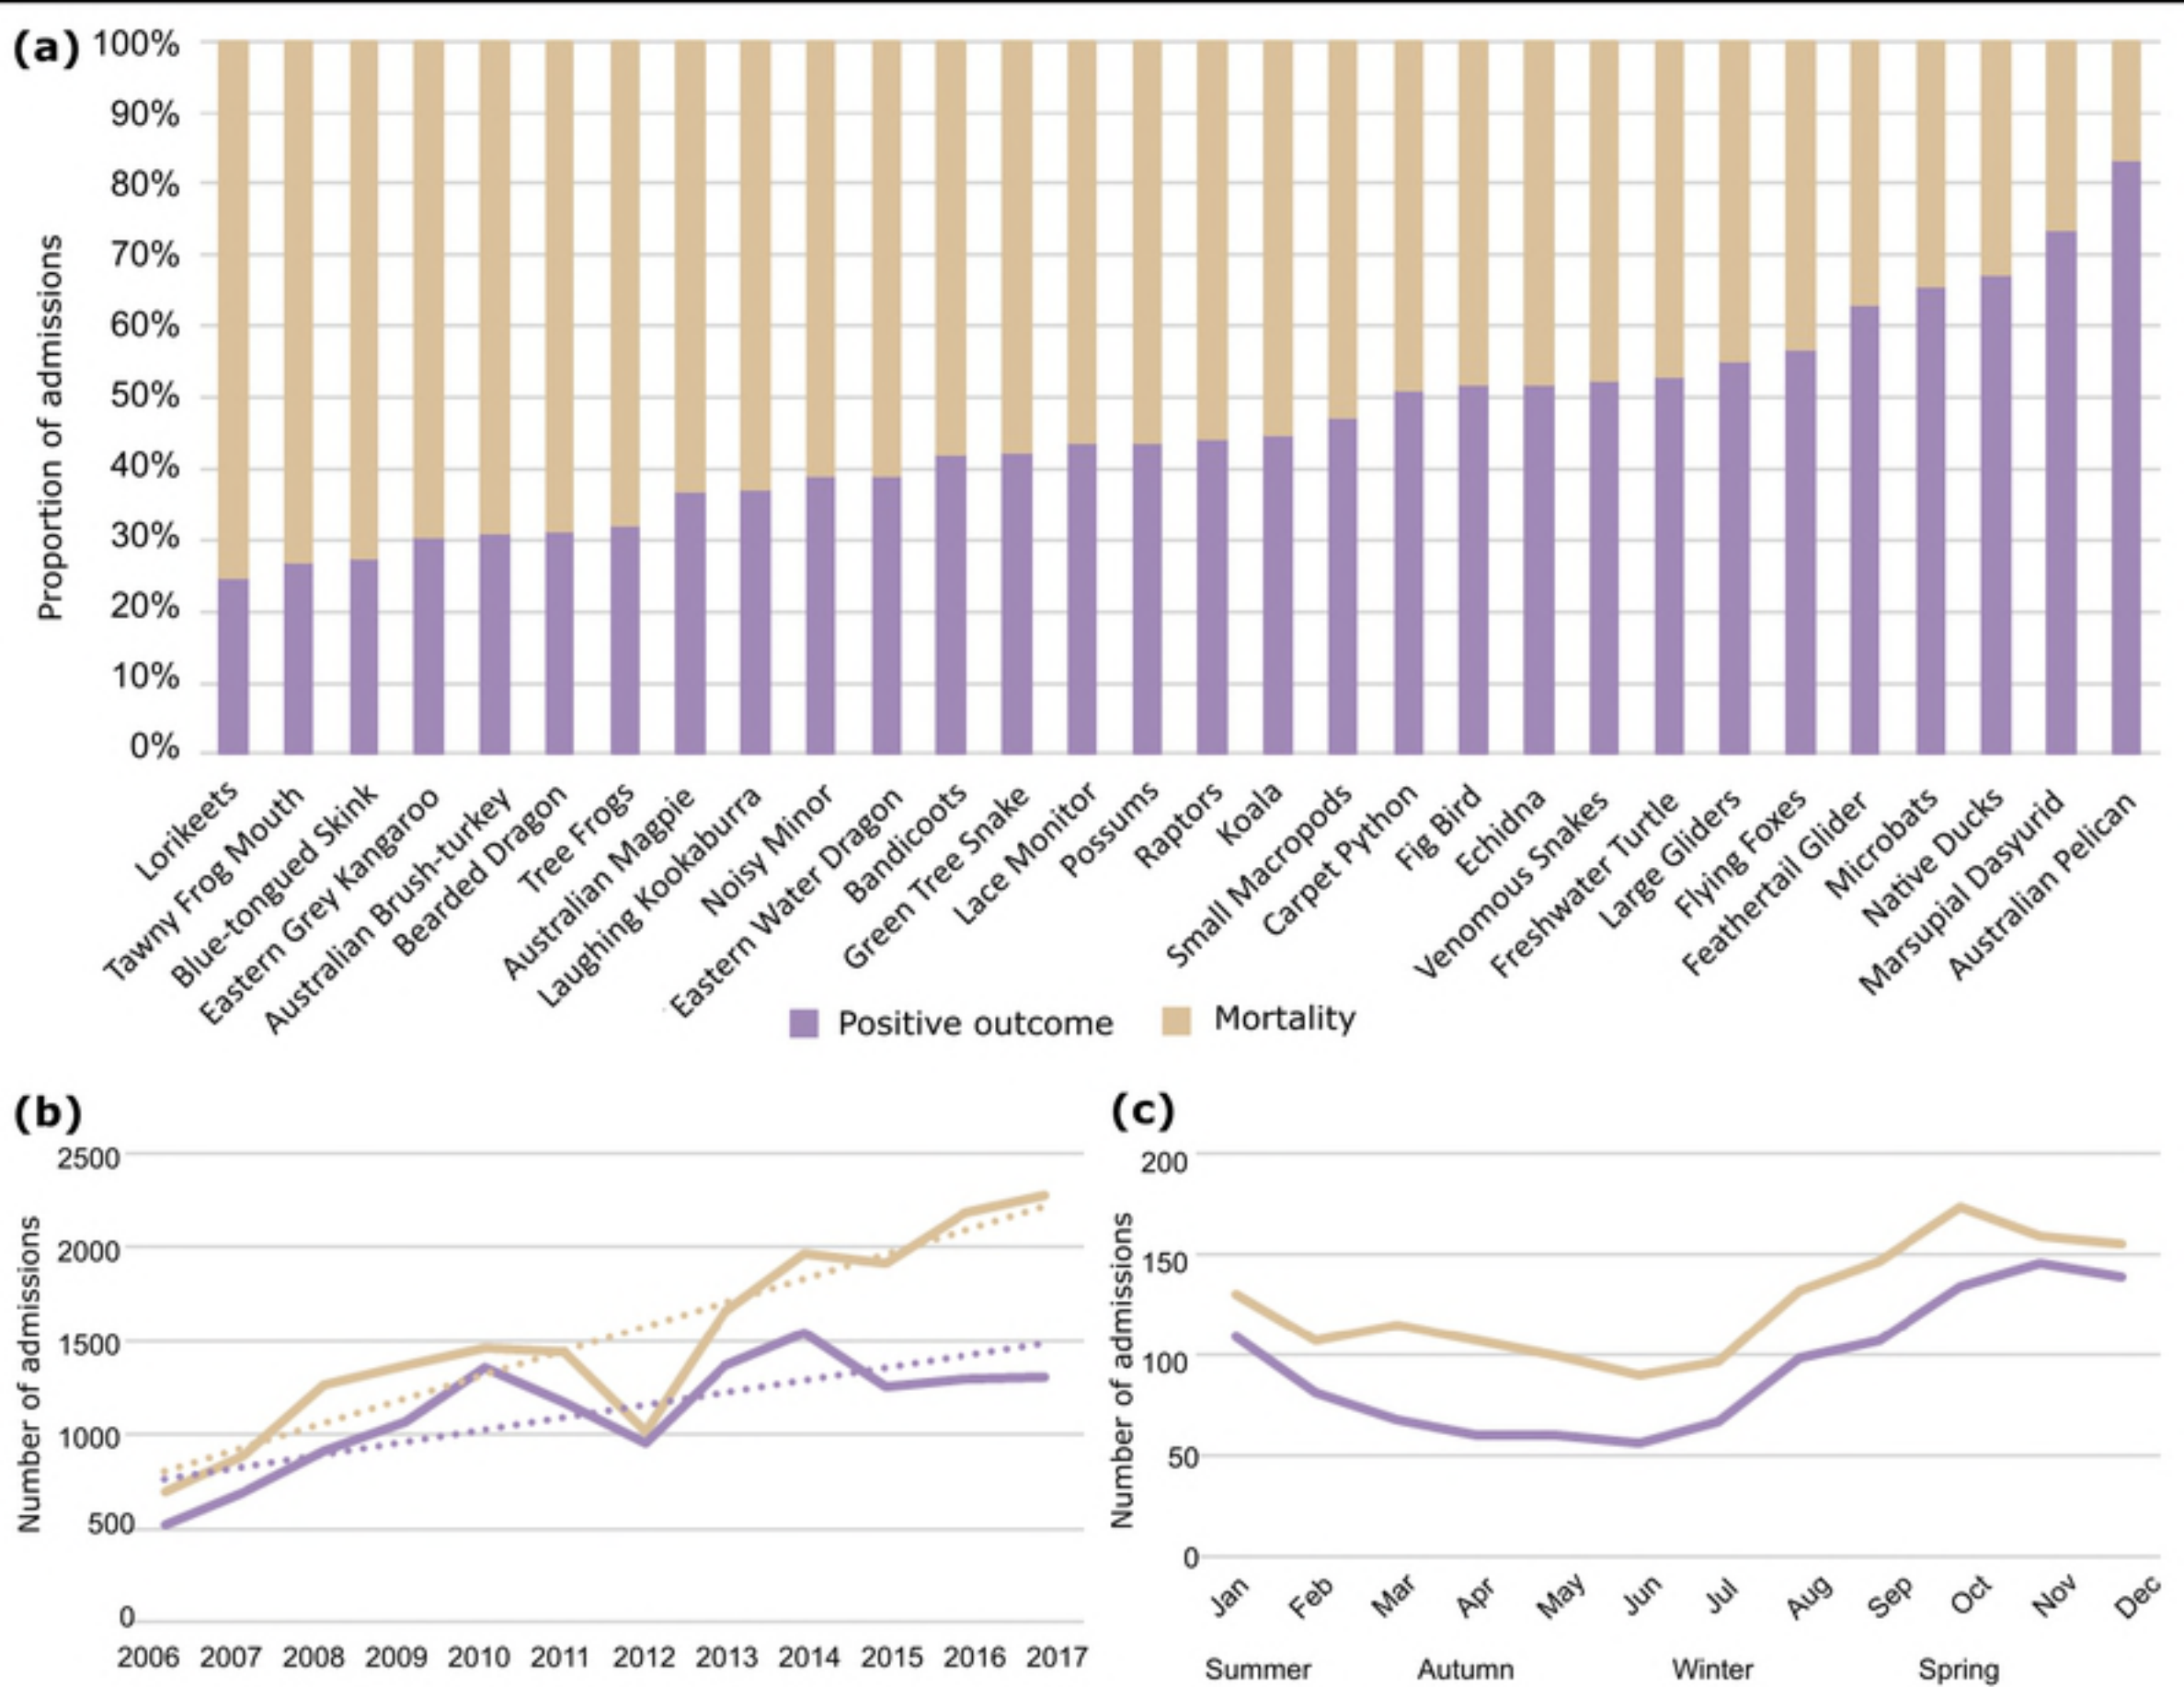 (a)
100%
90%
80%
70%
60%
50%
40%
30%
20%
10%
0%
Proportion of admissions
Lorikeets
Tawny Frog Mouth
Blue-tongued Skink
Eastern Grey Kangaroo
Australian Brush-turkey
Bearded Dragon
Tree Frogs
Australian Magpie
Laughing Kookaburra
Noisy Minor
Eastern Water Dragon
Bandicoots
Green Tree Snake
Lace Monitor
Possums
Raptors
Koala
Small Macropods
Carpet Python
Fig Bird
Echidna
Venomous Snakes
Freshwater Turtle
Large Gliders
Flying Foxes
Feathertail Glider
Microbats
Native Ducks
Marsupial Dasyurid
Australian Pelican
Positive outcome Mortality
(b)
2500
2000
1500
1000
500
0
Number of admissions
2006 2007 2008 2009 2010 2011 2012 2013 2014 2015 2016 2017
(c)
200
150
100
50
0
Number of admissions
Jan Feb Mar Apr May Jun Jul Aug Sep Oct Nov Dec
Summer Autumn Winter Spring